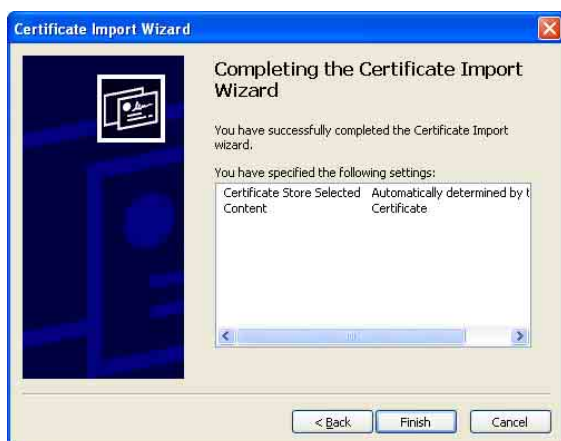 Certificate Import Wizard
Completing the Certificate Import
Wizard
You have successfully completed the Certificate Import
wizard.
You have specified the following settings:
Certificate Store Selected Automatically determined by t
Content Certificate
< Back Finish Cancel